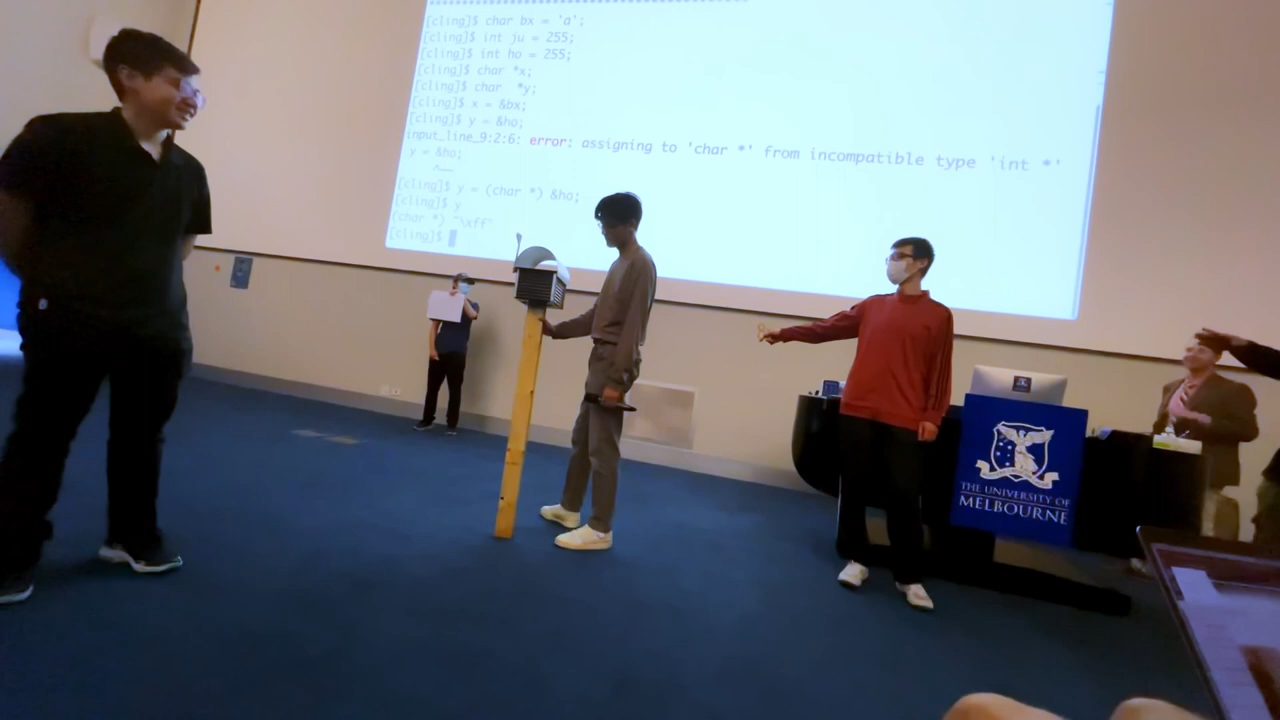 [cling]$ char bx = 'a';
[cling]$ int ju = 255;
[cling]$ int ho = 255;
[cling]$ char *x;
[cling]$ char  *y;
[cling]$ x = &bx;
[cling]$ y = &ho;
input_line_9:2:6: error: assigning to 'char *' from incompatible type 'int *'
y = &ho;
^~~~
[cling]$ y = (char *) &ho;
[cling]$ y
(char *) "\xff"
[cling]$
THE UNIVERSITY OF
MELBOURNE